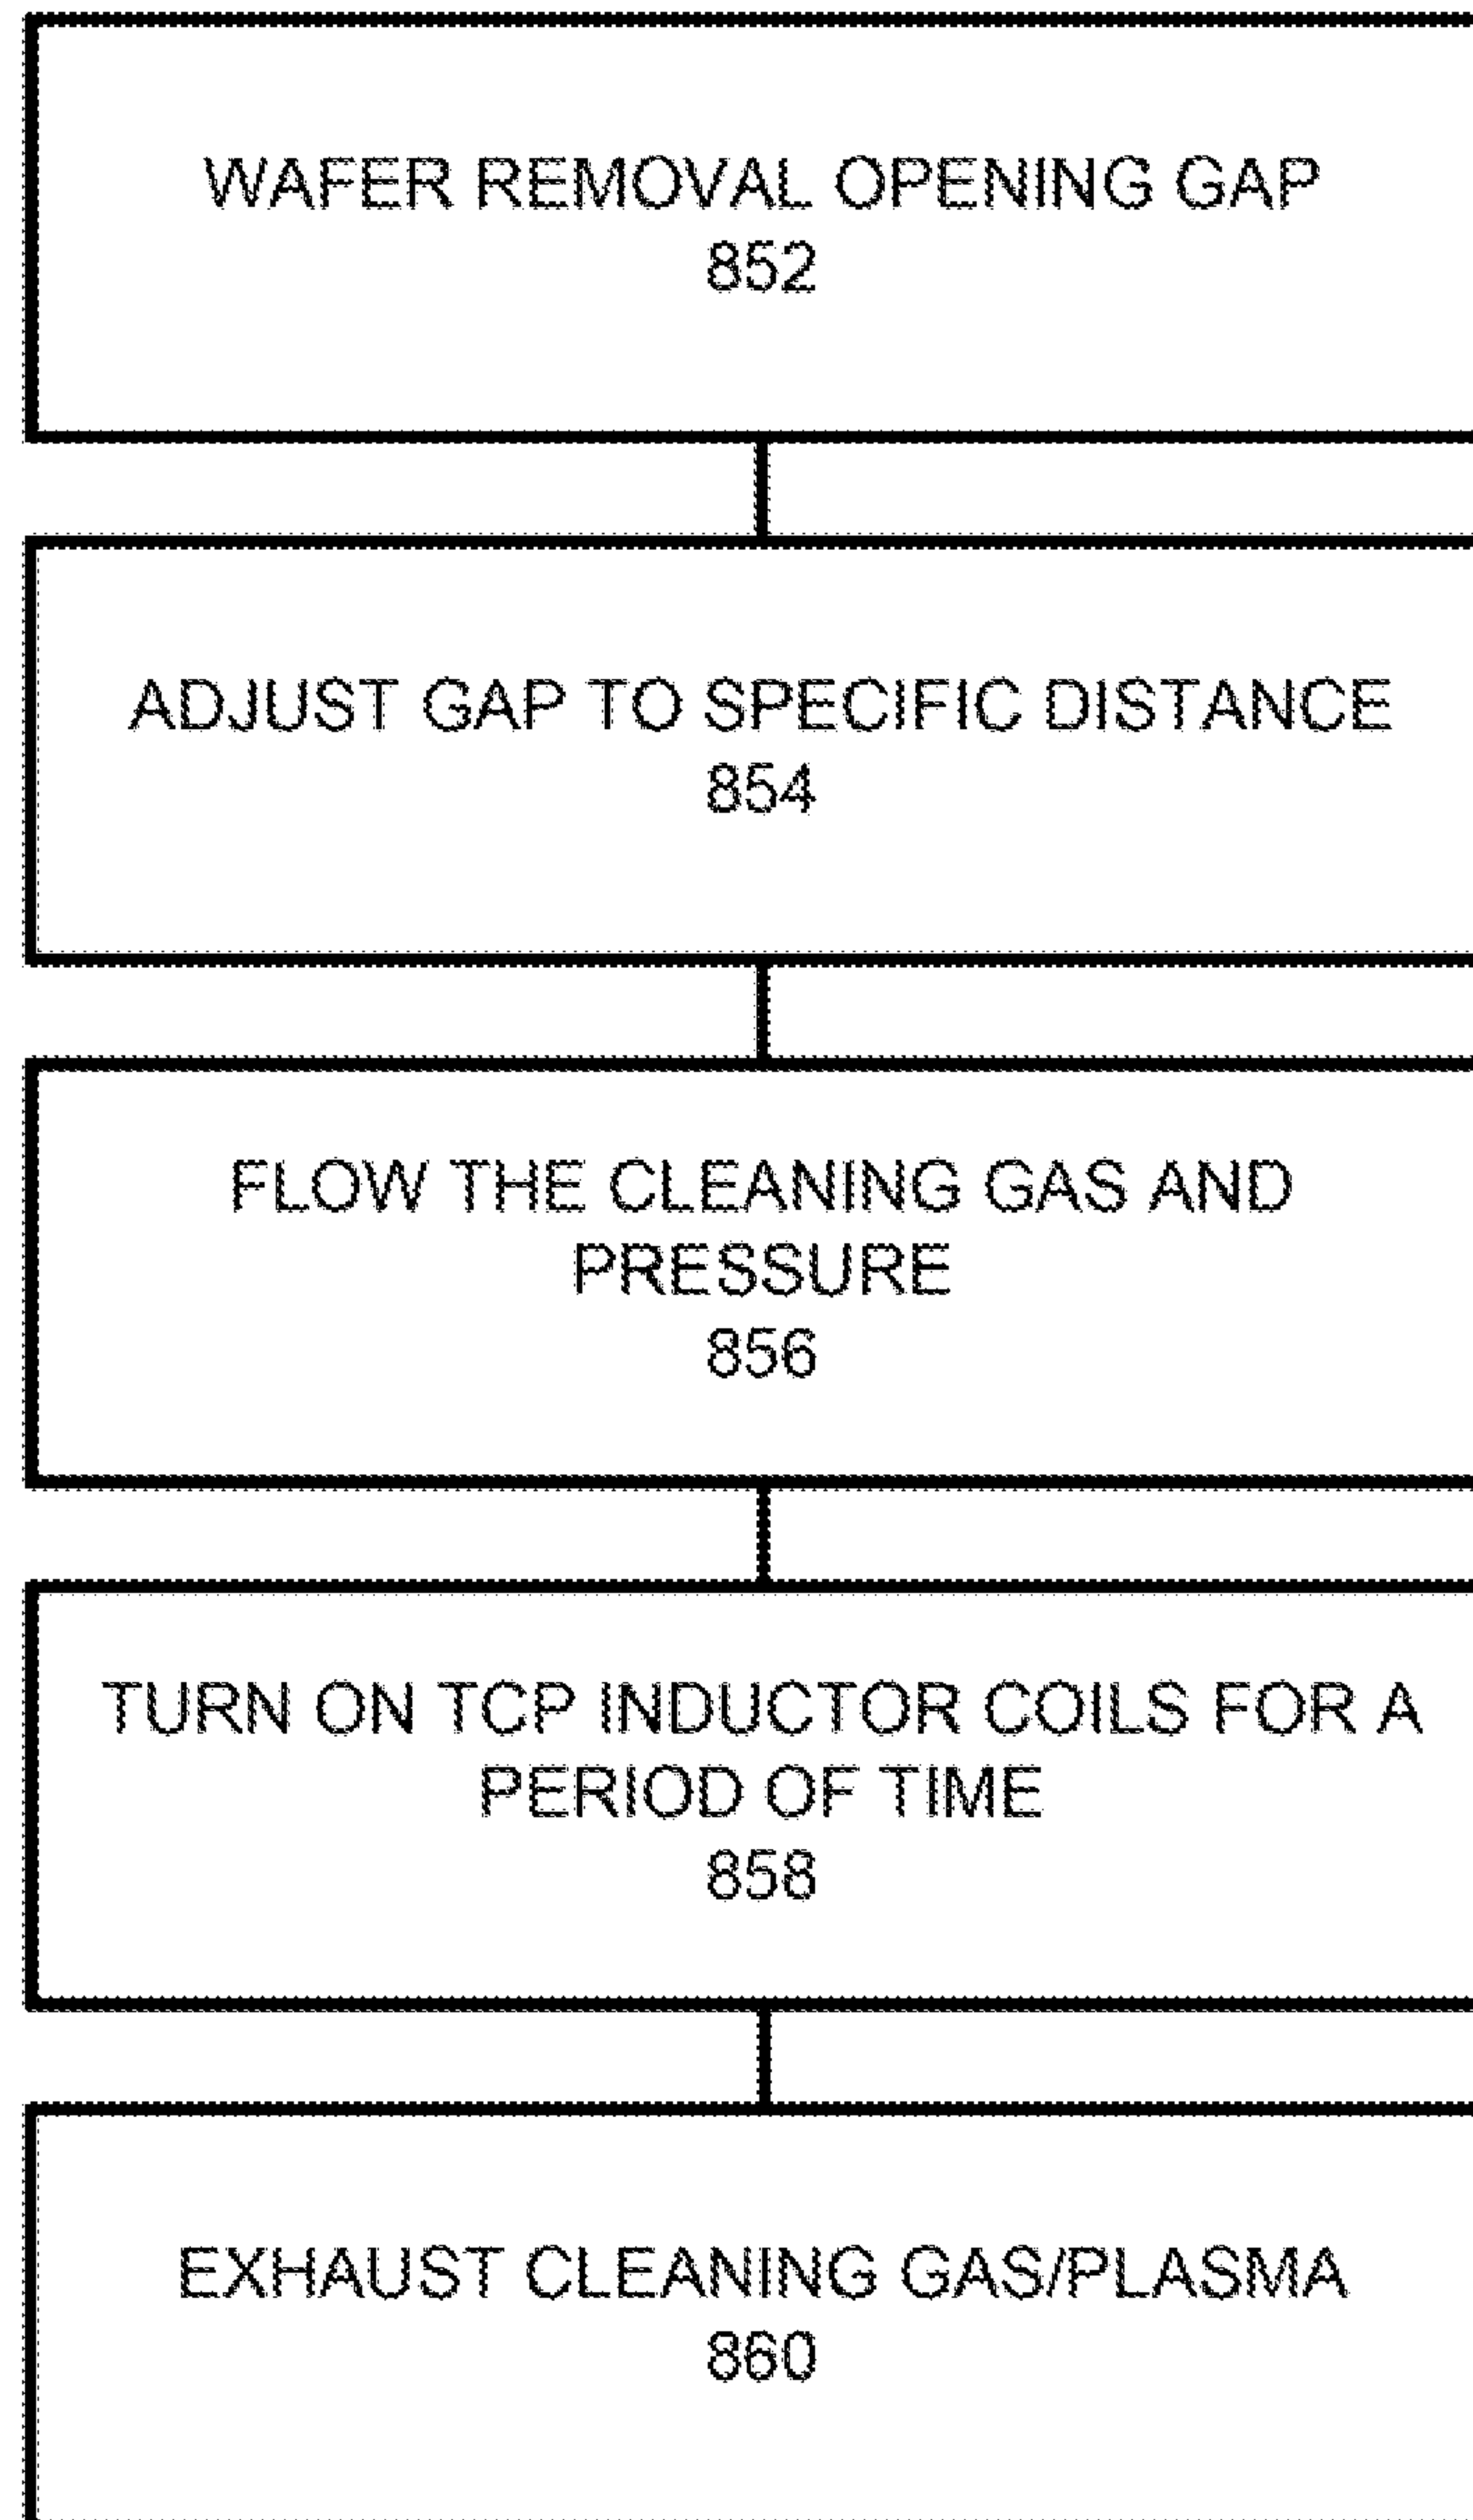 WAFER REMOVAL OPENING GAP
852
ADJUST GAP TO SPECIFIC DISTANCE
854
FLOW THE CLEANING GAS AND
PRESSURE
856
TURN ON TCP INDUCTOR COILS FOR A
PERIOD OF TIME
858
EXHAUST CLEANING GAS/PLASMA
860